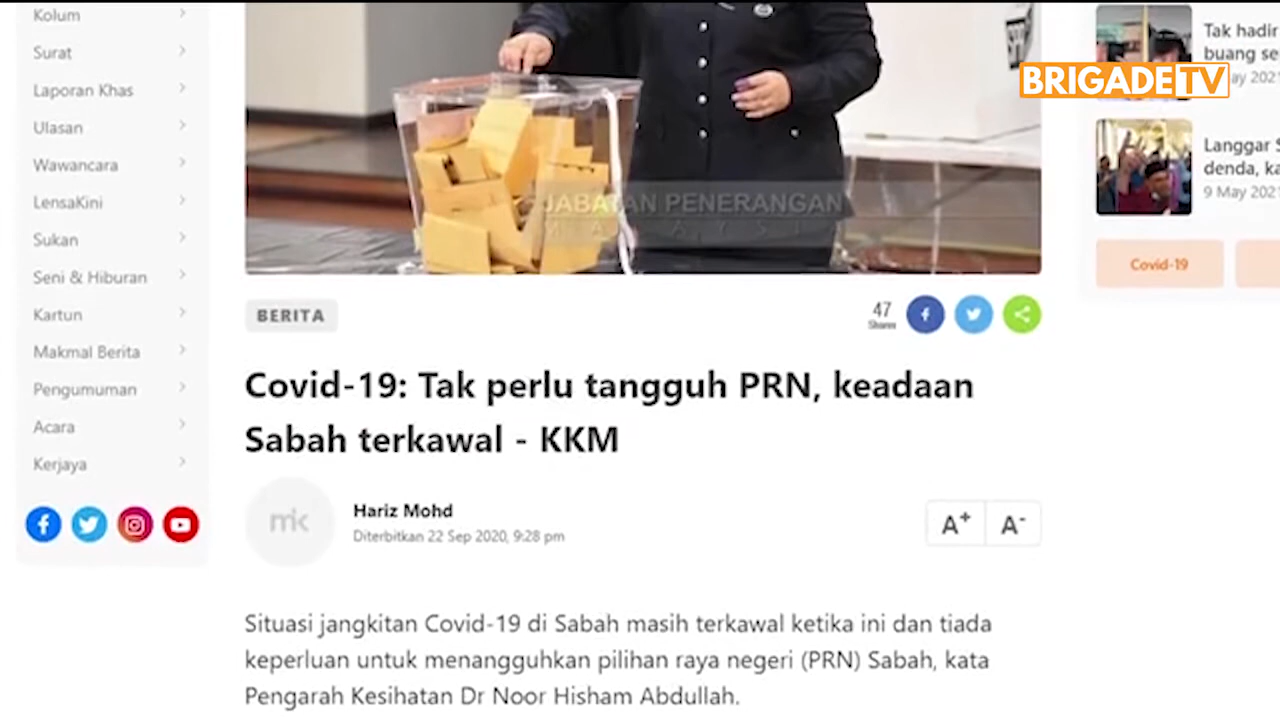 Kolum
Surat
Laporan Khas
Ulasan
Wawancara
LensaKini
Sukan
Seni & Hiburan
Kartun
Makmal Berita
Pengumuman
Acara
Kerjaya
JABATAN PENERANGAN
MALAYSIA
BERITA
47
Shares
Covid-19: Tak perlu tangguh PRN, keadaan
Sabah terkawal - KKM
mk
Hariz Mohd
Diterbitkan 22 Sep 2020, 9:28 pm
A+ A-
Situasi jangkitan Covid-19 di Sabah masih terkawal ketika ini dan tiada
keperluan untuk menangguhkan pilihan raya negeri (PRN) Sabah, kata
Pengarah Kesihatan Dr Noor Hisham Abdullah.
Tak hadir
buang se
BRIGADETV
Langgar S
denda, ka
9 May 2021
Covid-19